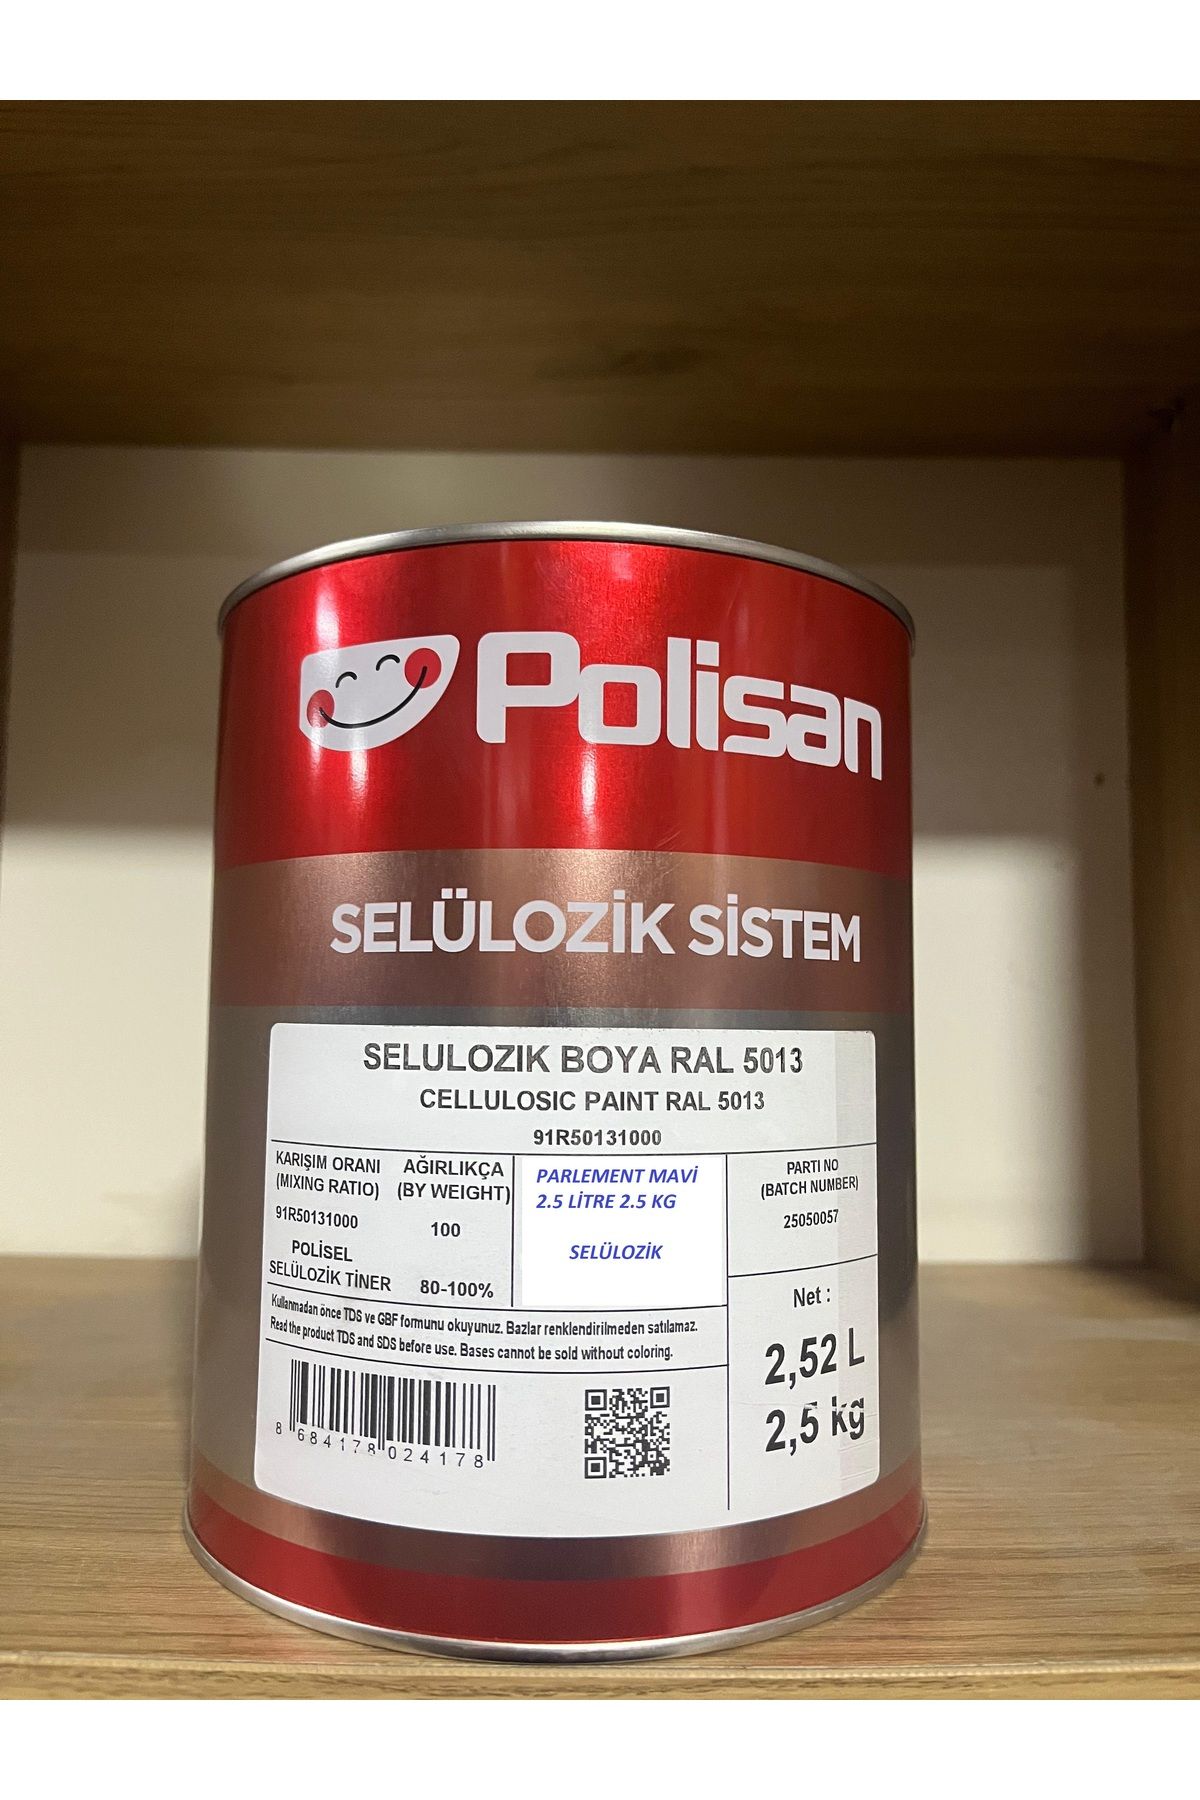 Polisan
SELÜLOZİK SİSTEM
SELULOZIK BOYA RAL 5013
CELLULOSIC PAINT RAL 5013
91R50131000
KARIŞIM ORANI
(MIXING RATIO)
AĞIRLIKÇA
(BY WEIGHT)
91R50131000
100
POLİSEL
SELÜLOZİK TİNER
80-100%
PARLEMENT MAVİ
2.5 LİTRE 2.5 KG
SELÜLOZİK
PARTI NO
(BATCH NUMBER)
25050057
Kullanmadan önce TDS ve GBF formunu okuyunuz. Bazlar renklendirilmeden satılamaz.
Read the product TDS and SDS before use. Bases cannot be sold without coloring.
Net :
2,52 L
2,5 kg
8 684178 024178